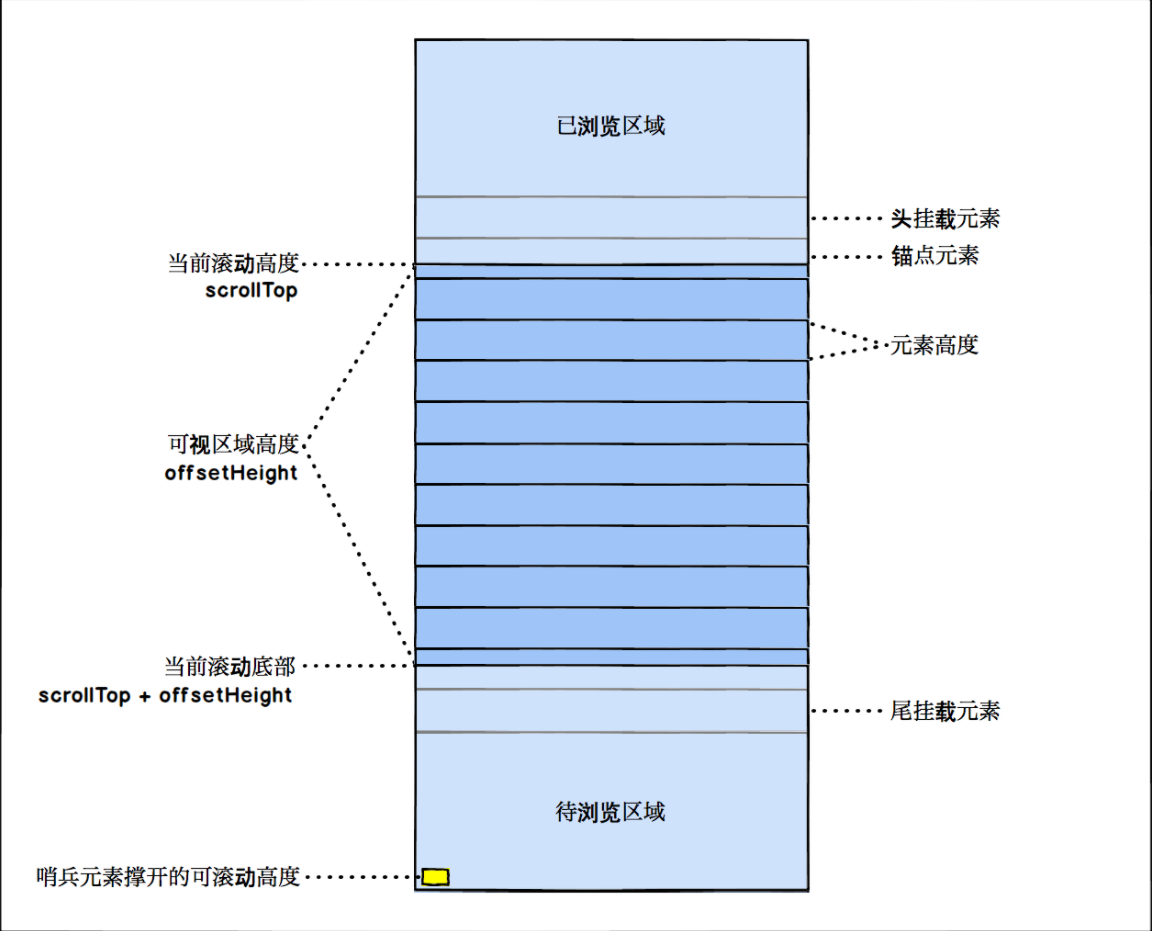 已浏览区域
头挂载元素
锚点元素
当前滚动高度
scrollTop
元素高度
可视区域高度
offsetHeight
当前滚动底部
scrollTop + offsetHeight
尾挂载元素
待浏览区域
哨兵元素撑开的可滚动高度